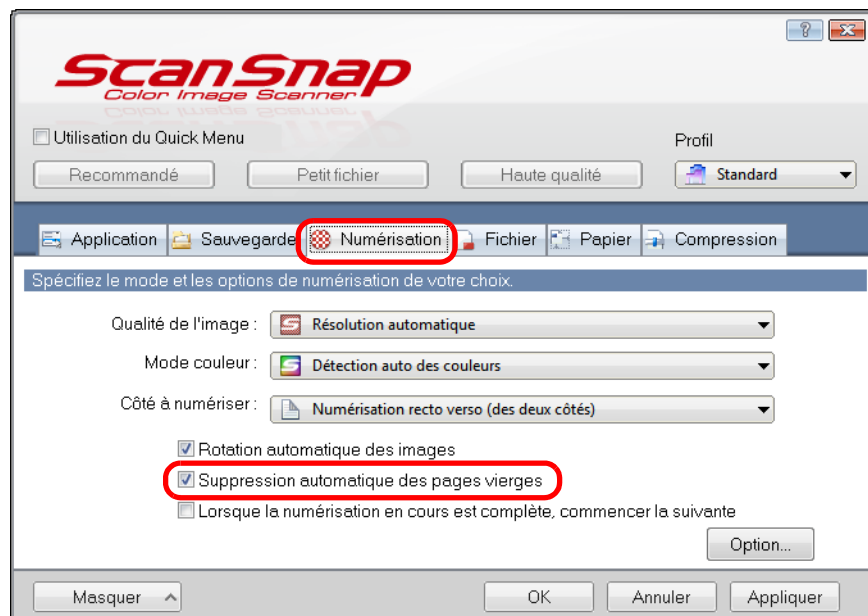 ScanSnap
Color Image Scanner
Utilisation du Quick Menu
Profil
Recommandé Petit fichier Haute qualité Standard
Application Sauvegarde Numérisation Fichier Papier Compression
Spécifiez le mode et les options de numérisation de votre choix.
Qualité de l'image : Résolution automatique
Mode couleur : Détection auto des couleurs
Côté à numériser : Numérisation recto verso (des deux côtés)
Rotation automatique des images
Suppression automatique des pages vierges
Lorsque la numérisation en cours est complète, commencer la suivante
Option...
Masquer OK Annuler Appliquer